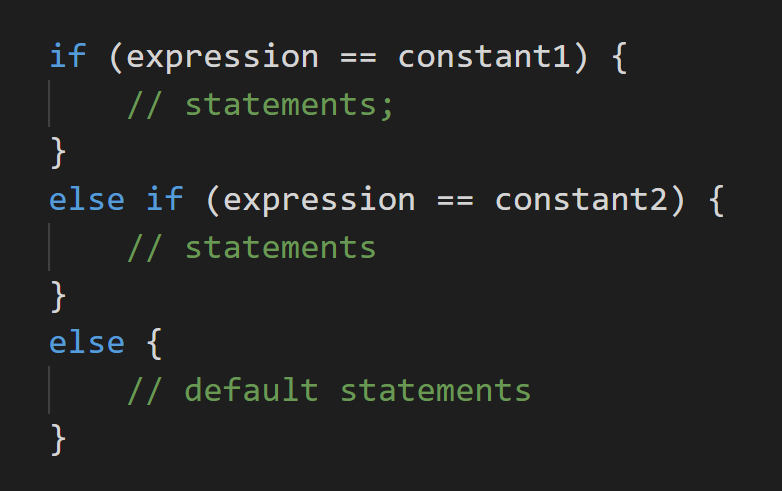 if (expression == constant1) {
    // statements;
}
else if (expression == constant2) {
    // statements
}
else {
    // default statements
}